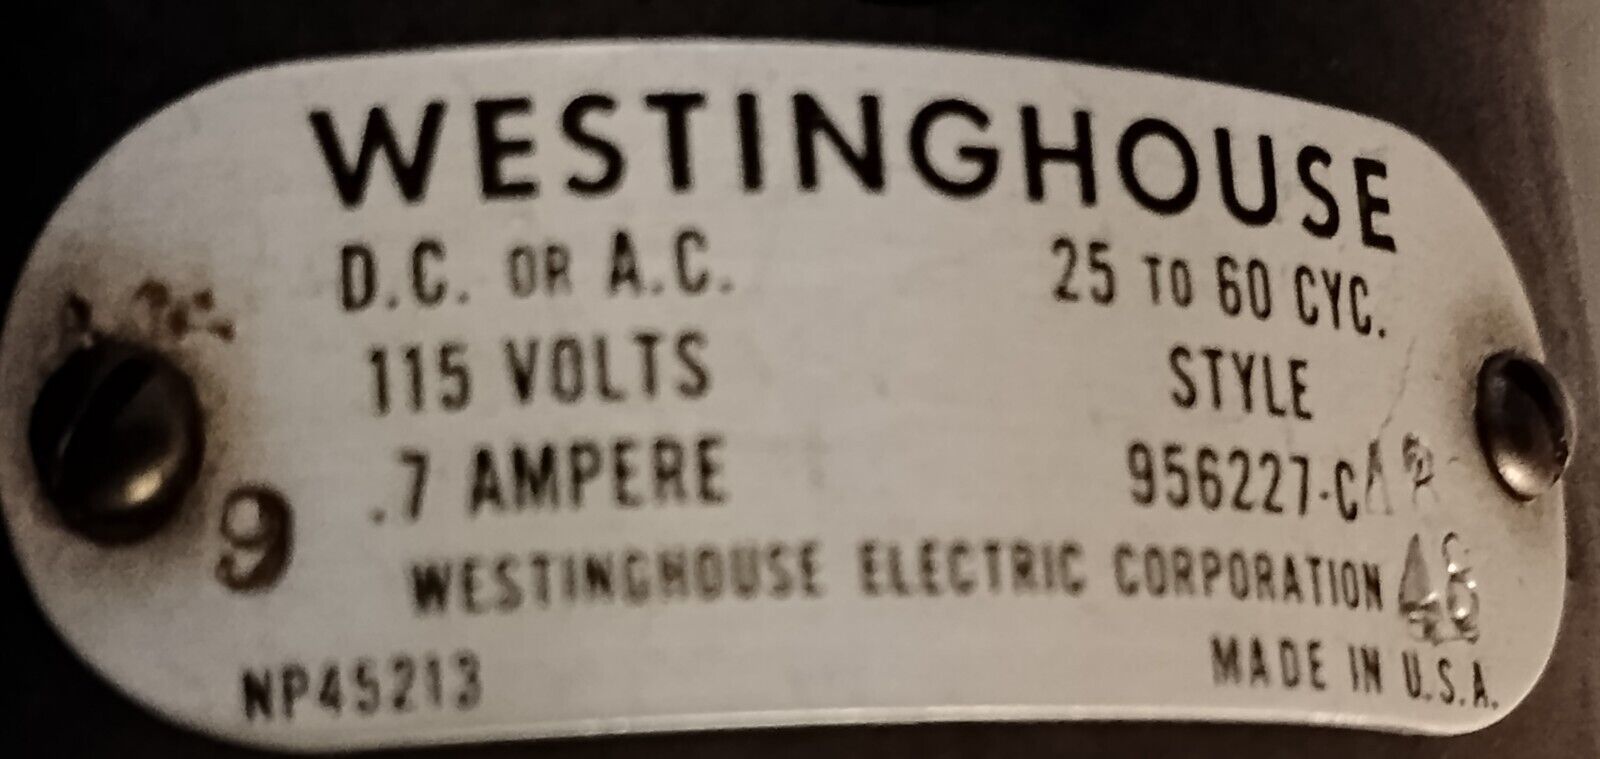 WESTINGHOUSE
D.C. OR A.C. 25 TO 60 CYC.
115 VOLTS STYLE
.7 AMPERE 956227-C
9
WESTINGHOUSE ELECTRIC CORPORATION
NP45213 MADE IN U.S.A.